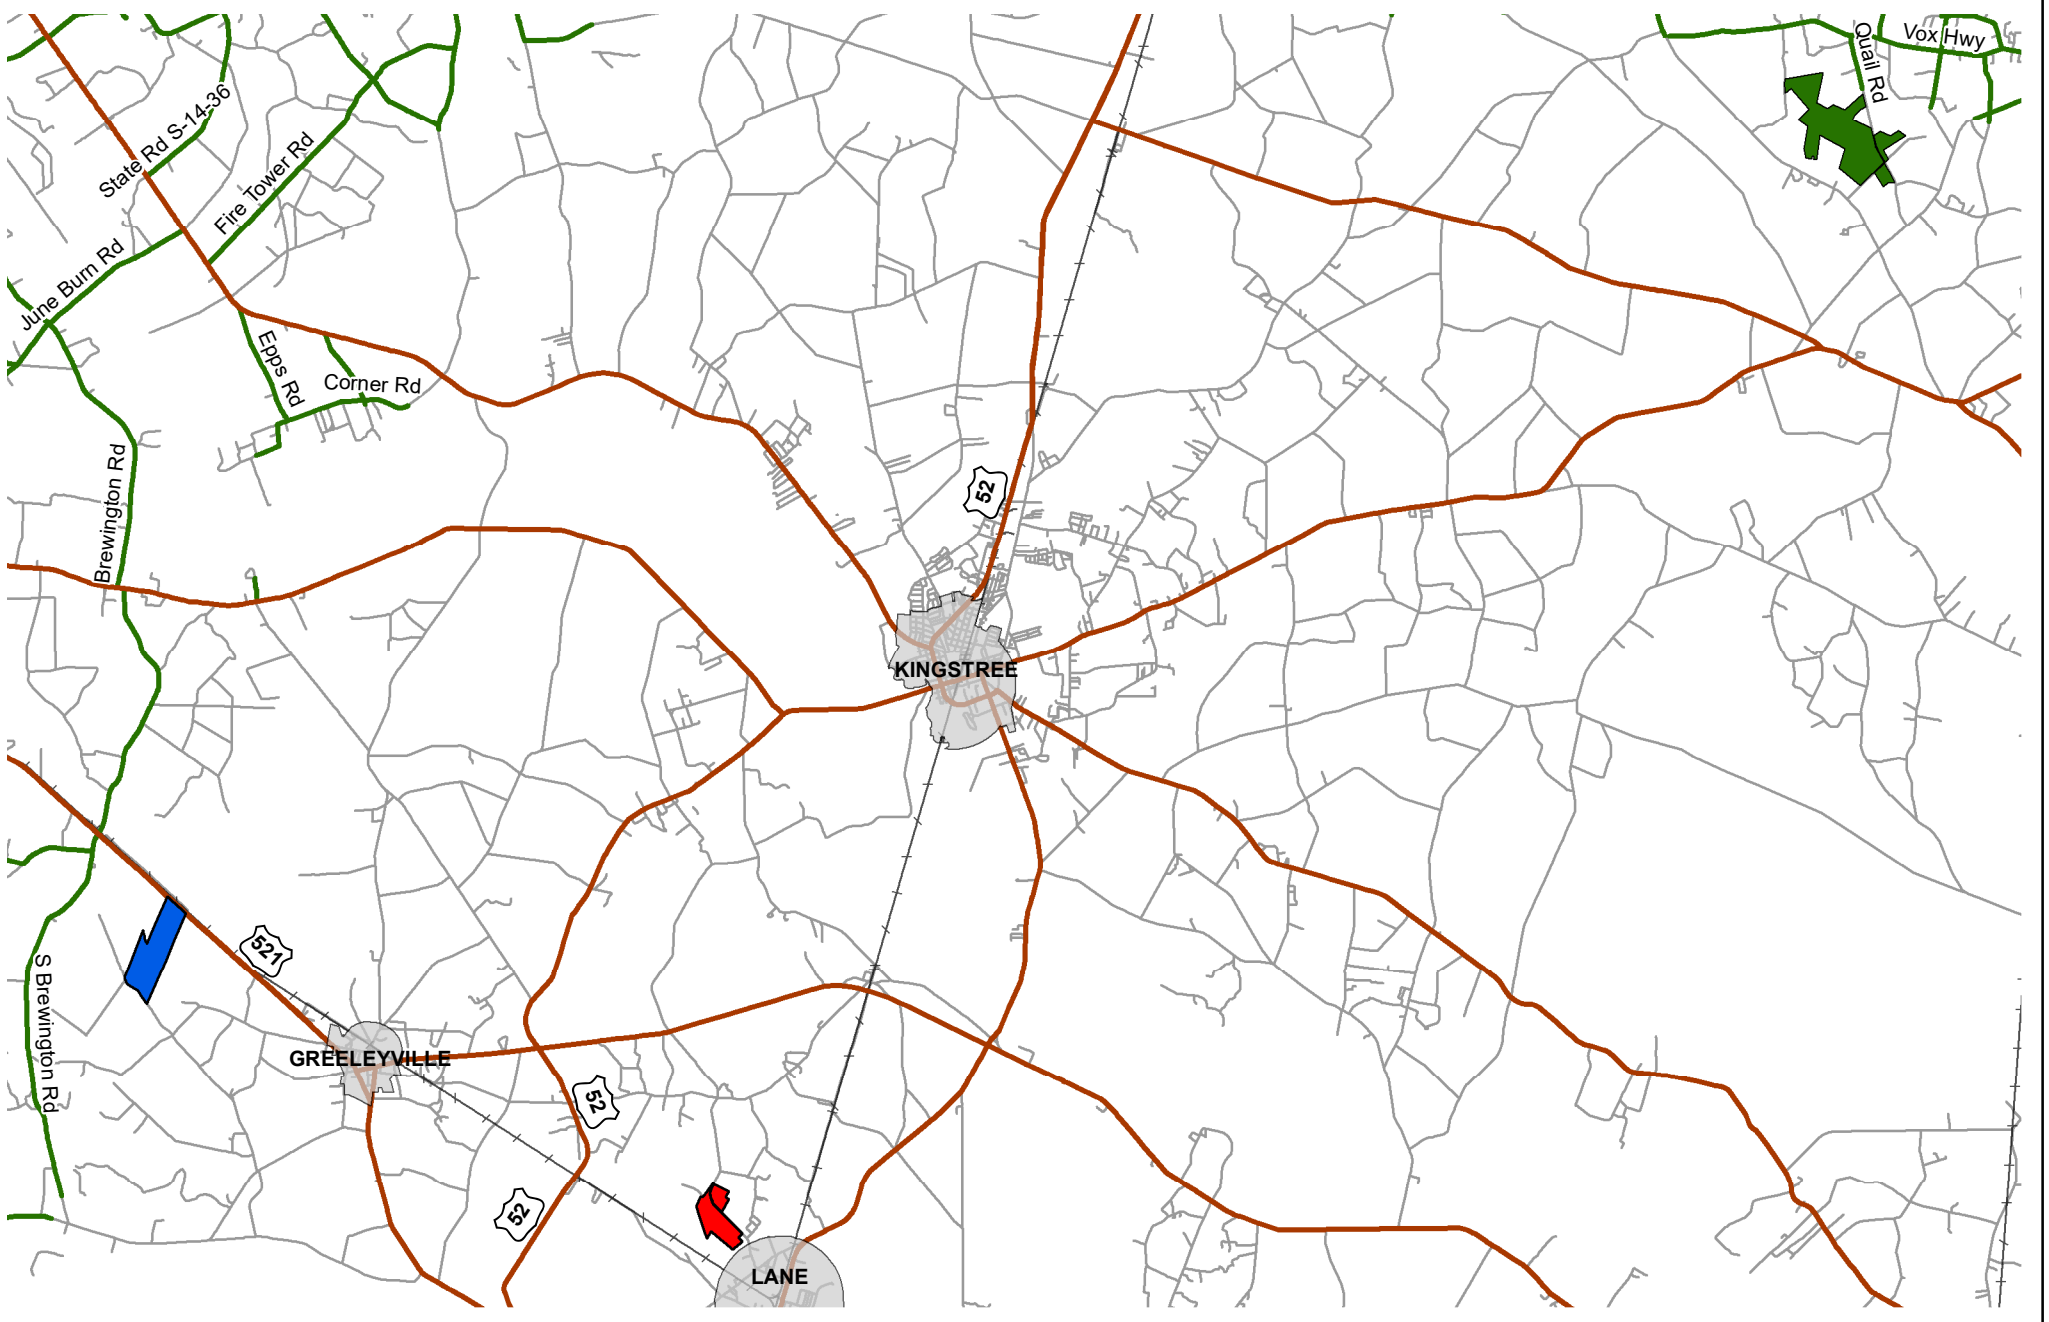 Vox Hwy
Quail Rd
State Rd S-14-36
Fire Tower Rd
June Burn Rd
Epps Rd
Corner Rd
Brewington Rd
52
KINGSTREE
521
S Brewington Rd
GREELEYVILLE
52
52
LANE